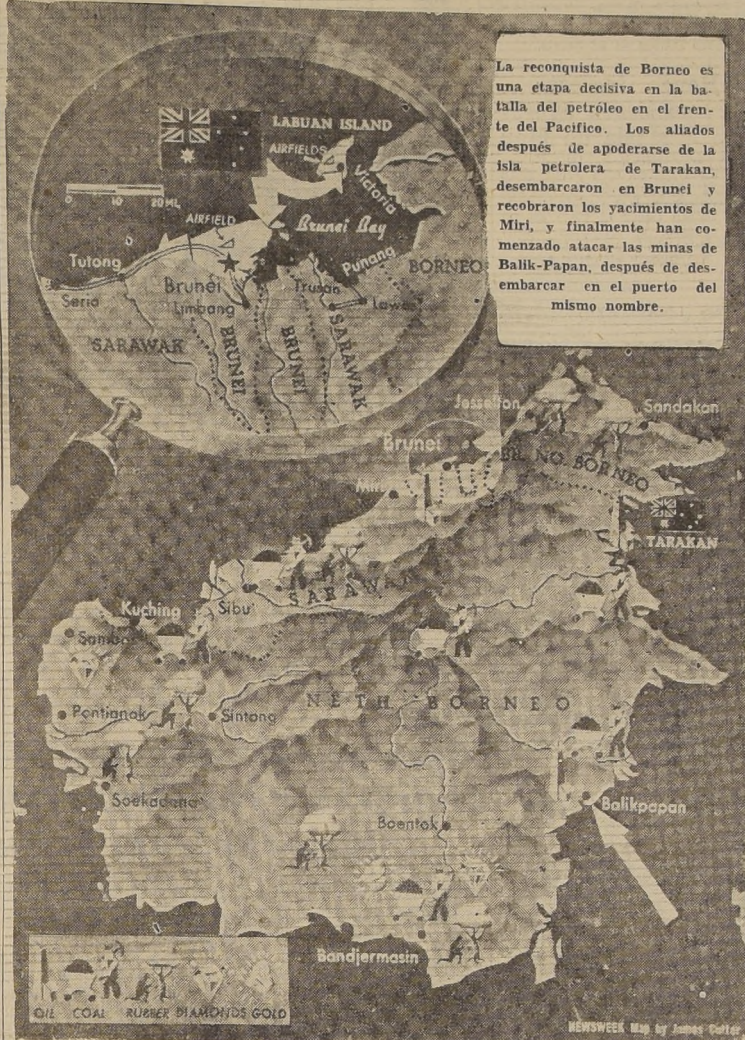 La reconquista de Borneo es
una etapa decisiva en la ba-
talla del petróleo en el fren-
te del Pacifico. Los aliados
después de apoderarse de la
isla petrolera de Tarakan,
desembarcaron en Brunei y
recobraron los yacimientos de
Miri, y finalmente han co-
menzado atacar las minas de
Balik-Papan, después de des-
embarcar en el puerto del
mismo nombre.
LABUAN ISLAND
AIRFIELDS
Victoria
0 10 20 ML
AIRFIELD
Brunei Bay
Tutong
Punang
BORNEO
Brunei
Trusan
Seria
Limbang
Lawas
SARAWAK
BRUNEI
BRUNEI
SARAWAK
Jesselton
Sandakan
Brunei
BR. NO. BORNEO
Miri
TARAKAN
SARAWAK
Kuching
Sibu
Sambas
NETH. BORNEO
Pontianak
Sintang
Soekadana
Balikpapan
Boentok
Bandjermasin
OIL COAL RUBBER DIAMONDS GOLD
NEWSWEEK Map by James Cutter